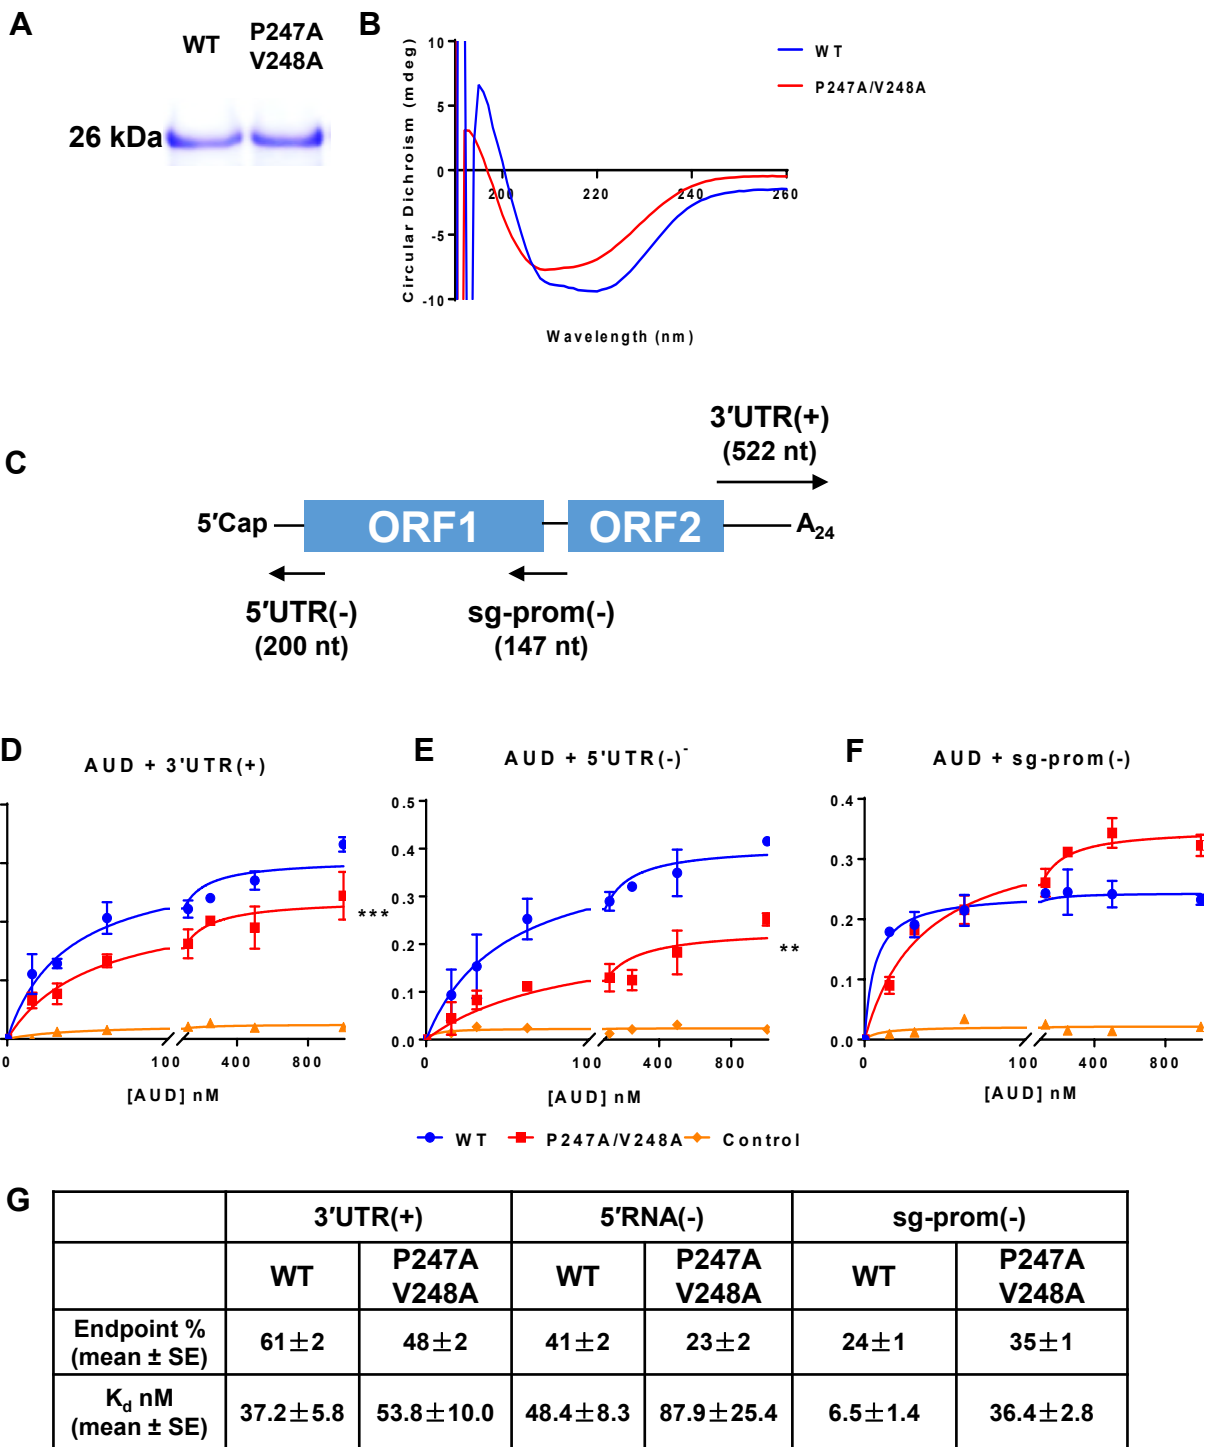 A
WT
P247A
V248A
26 kDa
B
10
5
0
-5
-10
200
220
240
260
Circular Dichroism (mdeg)
Wavelength (nm)
WT
P247A/V248A
C
3'UTR(+)
(522 nt)
5'Cap
ORF1
ORF2
A24
5'UTR(-)
(200 nt)
sg-prom(-)
(147 nt)
D
AUD + 3'UTR(+)
***
0
100
400
800
[AUD] nM
E
AUD + 5'UTR(-)-
0.5
0.4
0.3
0.2
0.1
0.0
**
100
400
800
[AUD] nM
F
AUD + sg-prom(-)
0.4
0.3
0.2
0.1
0.0
0
100
400
800
[AUD] nM
WT
P247A/V248A
Control
G
3'UTR(+) 5'RNA(-) sg-prom(-)
WT P247A V248A WT P247A V248A WT P247A V248A
Endpoint % (mean ± SE) 61±2 48±2 41±2 23±2 24±1 35±1
Kd nM (mean ± SE) 37.2±5.8 53.8±10.0 48.4±8.3 87.9±25.4 6.5±1.4 36.4±2.8